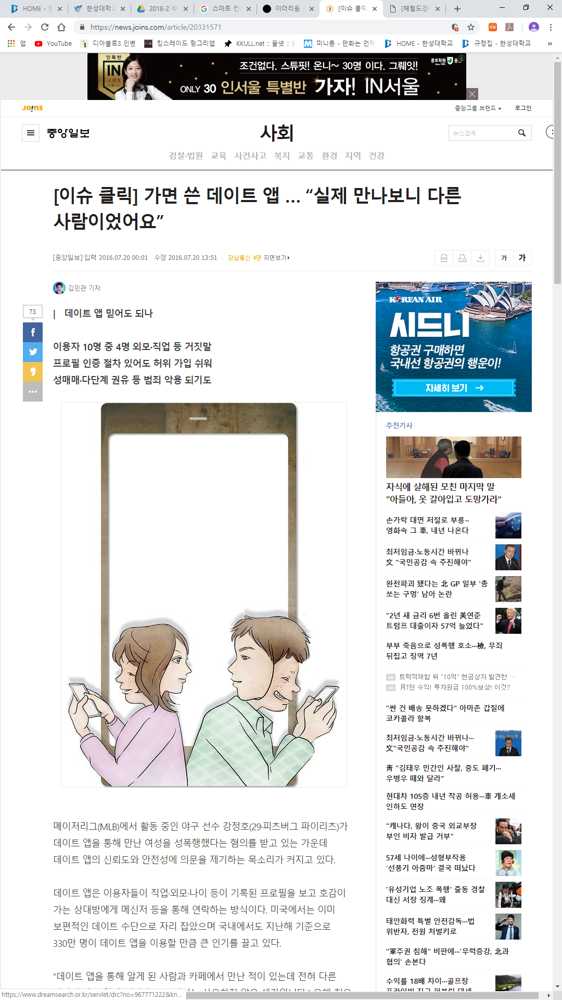 HOME - 한
한성대학교
2018-2 수
스마트 컨
이더리움
[이슈 클릭
[헤럴드경
https://news.joins.com/article/20331571
앱
YouTube
디아블로3 인벤
킹스레이드 헝그리앱
KKULL.net :: 꿀넷 ::
미니툰 - 만화는 언제
HOME - 한성대학교
규정집 - 한성대학교
인특반
IN
그레잇
조건없다. 스튜핏! 온니~ 30명 이다. 그뤠잇!
ONLY 30 인서울 특별반 가자! IN서울
종로학원
Joins
중앙그룹 브랜드
로그인
중앙일보
사회
뉴스검색
검찰·법원 교육 사건사고 복지 교통 환경 지역 건강
[이슈 클릭] 가면 쓴 데이트 앱 … “실제 만나보니 다른
사람이었어요”
[중앙일보] 입력 2016.07.20 00:01 수정 2016.07.20 13:51 강남통신 4면 지면보기
PDF
가 가
김민관 기자
73
| 데이트 앱 믿어도 되나
이용자 10명 중 4명 외모·직업 등 거짓말
프로필 인증 절차 있어도 허위 가입 쉬워
성매매·다단계 권유 등 범죄 악용 되기도
메이저리그(MLB)에서 활동 중인 야구 선수 강정호(29·피츠버그 파이리츠)가
데이트 앱을 통해 만난 여성을 성폭행했다는 혐의를 받고 있는 가운데
데이트 앱의 신뢰도와 안전성에 의문을 제기하는 목소리가 커지고 있다.
데이트 앱은 이용자들이 직업·외모·나이 등이 기록된 프로필을 보고 호감이
가는 상대방에게 메신저 등을 통해 연락하는 방식이다. 미국에서는 이미
보편적인 데이트 수단으로 자리 잡았으며 국내에서도 지난해 기준으로
330만 명이 데이트 앱을 이용할 만큼 큰 인기를 끌고 있다.
“데이트 앱을 통해 알게 된 사람과 카페에서 만난 적이 있는데 전혀 다른
KOREAN AIR
시드니
항공권 구매하면
국내선 항공권의 행운이!
자세히 보기 →
추천기사
자식에 살해된 모친 마지막 말
"아들아, 옷 갈아입고 도망가라"
손가락 대면 저절로 부릉~
영화속 그 車, 내년 나온다
최저임금·노동시간 바뀌나
文 "국민공감 속 추진해야"
완전파괴 됐다는 北 GP 일부 '총
쏘는 구멍' 남아 논란
"2년 새 금리 6번 올린 美연준
트럼프 대출이자 57억 늘었다"
부부 죽음으로 성폭행 호소…檢, 무죄
뒤집고 징역 7년
AD 트럭적재함 뒤 "10억" 현금상자 발견한 …
AD 月7천 수익! 투자원금 100%보상! 이것?
"싼 건 배송 못하겠다" 아마존 갑질에
코카콜라 항복
최저임금·노동시간 바뀌나…
文"국민공감 속 추진해야"
靑 "김태우 민간인 사찰, 중도 폐기…
우병우 때와 달라"
현대차 105층 내년 착공 허용…車 개소세
인하도 연장
"캐나다, 왕이 중국 외교부장
부인 비자 발급 거부"
57세 나이에…성형부작용
'선풍기 아줌마' 결국 떠났다
'유성기업 노조 폭행' 출동 경찰
대신 서장 징계…왜
태안화력 특별 안전감독…법
위반자, 전원 처벌키로
"軍주권 침해" 비판에…'무력증강, 北과
협의' 손본다
수익률 18배 차이…골프장
https://www.dreamsearch.or.kr/servlet/drc?no=967771222&kn...